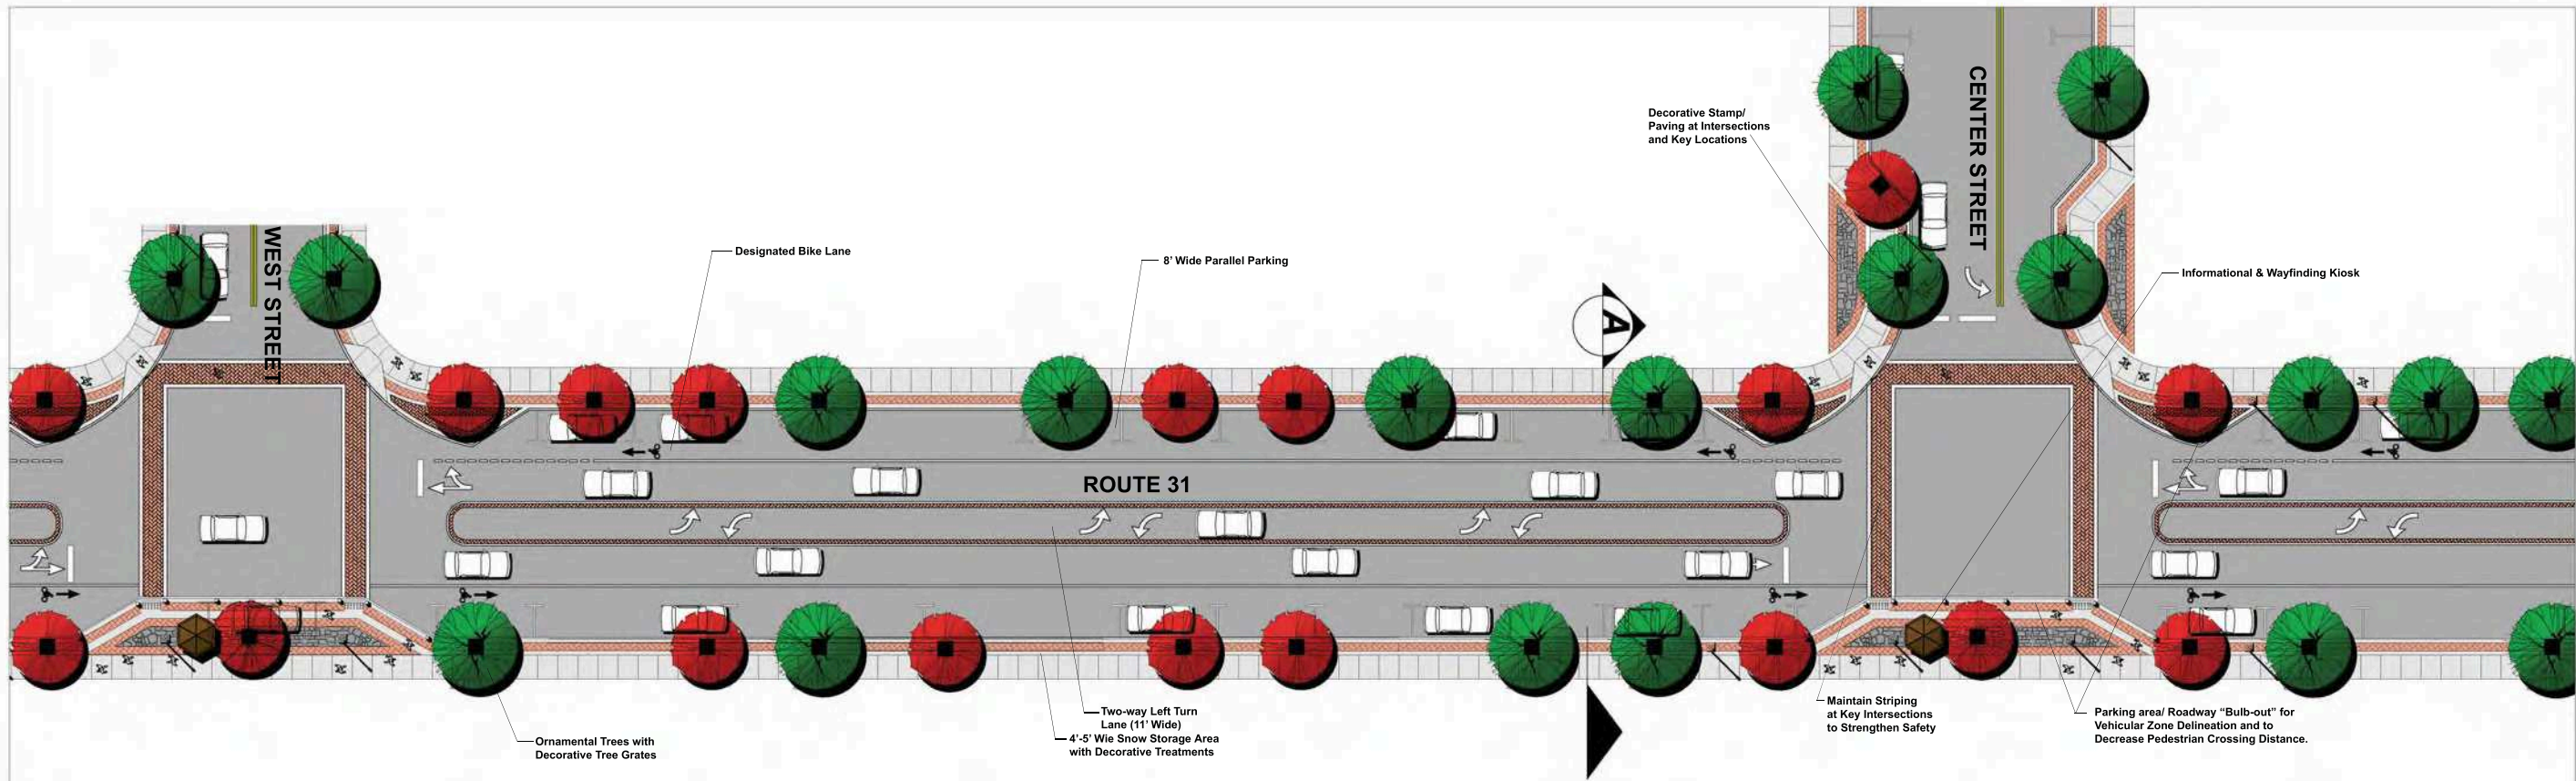 CENTER STREET
Decorative Stamp/
Paving at Intersections
and Key Locations
WEST STREET
Designated Bike Lane
8' Wide Parallel Parking
Informational & Wayfinding Kiosk
A
ROUTE 31
Two-way Left Turn
Lane (11' Wide)
4'-5' Wie Snow Storage Area
with Decorative Treatments
Ornamental Trees with
Decorative Tree Grates
Maintain Striping
at Key Intersections
to Strengthen Safety
Parking area/ Roadway “Bulb-out” for
Vehicular Zone Delineation and to
Decrease Pedestrian Crossing Distance.